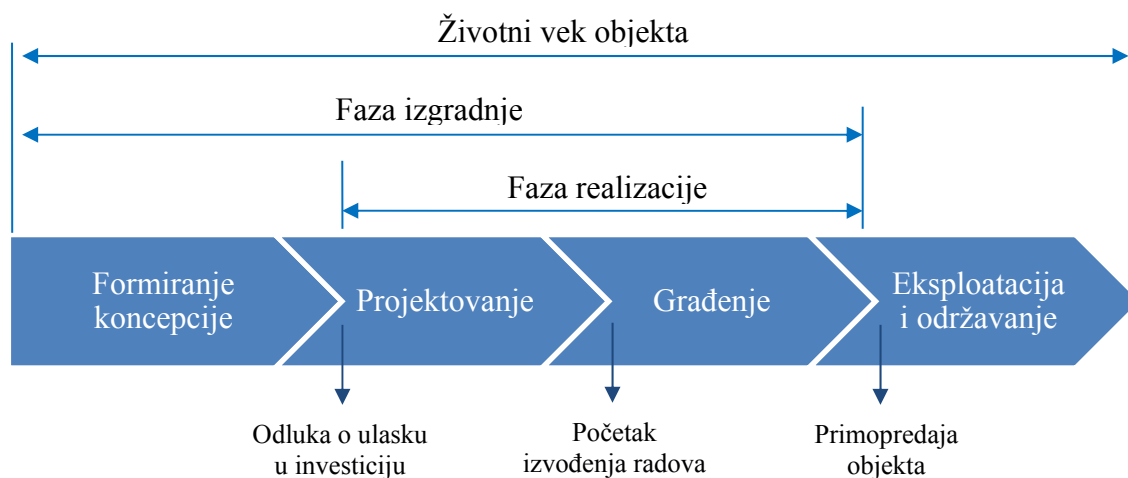 Životni vek objekta
Faza izgradnje
Faza realizacije
Formiranje
koncepcije
Projektovanje
Građenje
Eksploatacija
i održavanje
Odluka o ulasku
u investiciju
Početak
izvođenja radova
Primopredaja
objekta